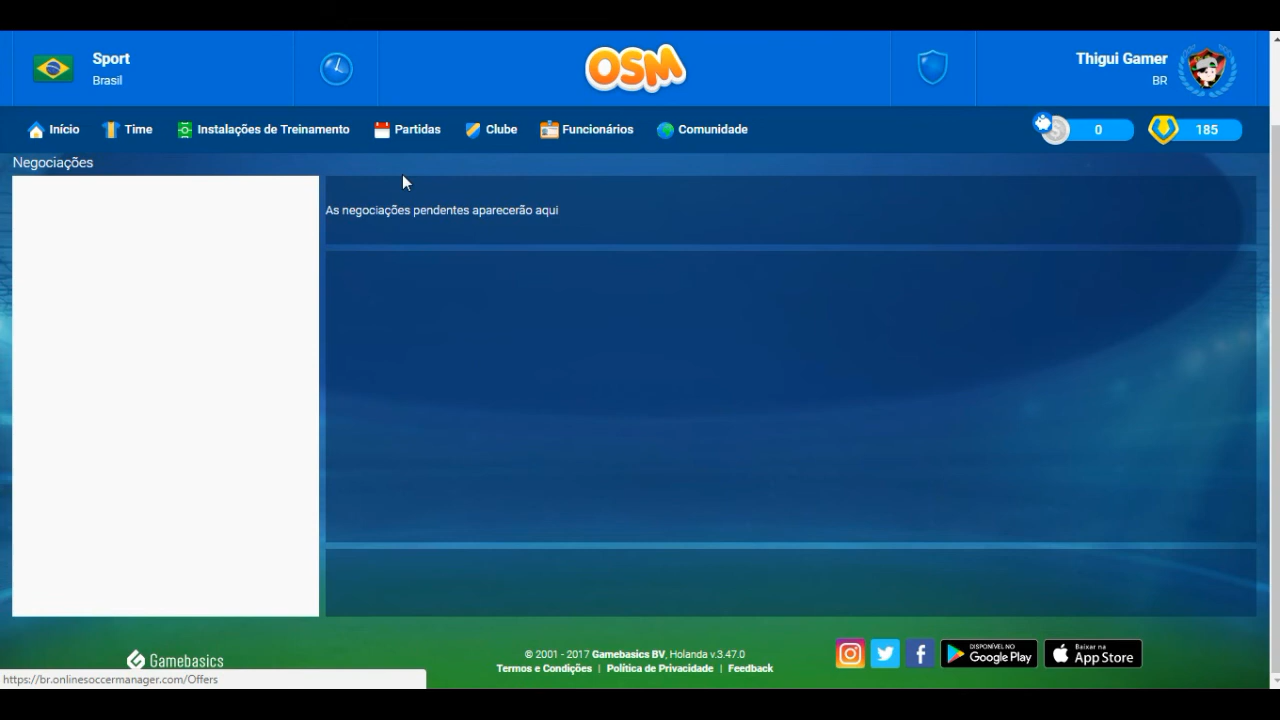 Sport
Brasil
OSM
Thigui Gamer
BR
Início Time Instalações de Treinamento Partidas Clube Funcionários Comunidade 0 185
Negociações
As negociações pendentes aparecerão aqui
Gamebasics
© 2001 - 2017 Gamebasics BV, Holanda v.3.47.0
Termos e Condições | Política de Privacidade | Feedback
DISPONÍVEL NO
Google Play
Baixar na
App Store
https://br.onlinesoccermanager.com/Offers